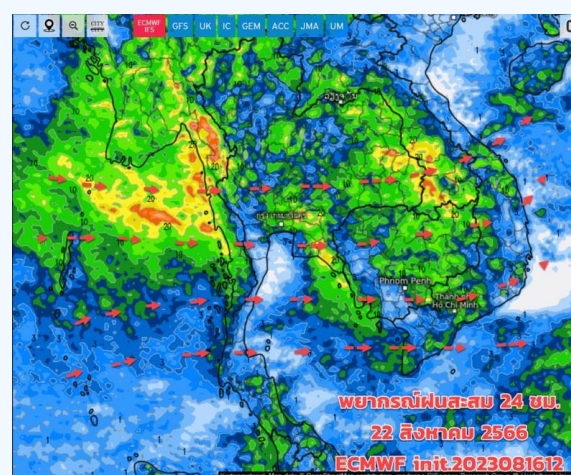 CITY
CITY
ECMWF IFS GFS UK IC GEM ACC JMA UM
Phnom Penh
Thành phố
Hồ Chí Minh
พยากรณ์ฝนสะสม 24 ชม.
22 สิงหาคม 2566
ECMWF init.2023081612